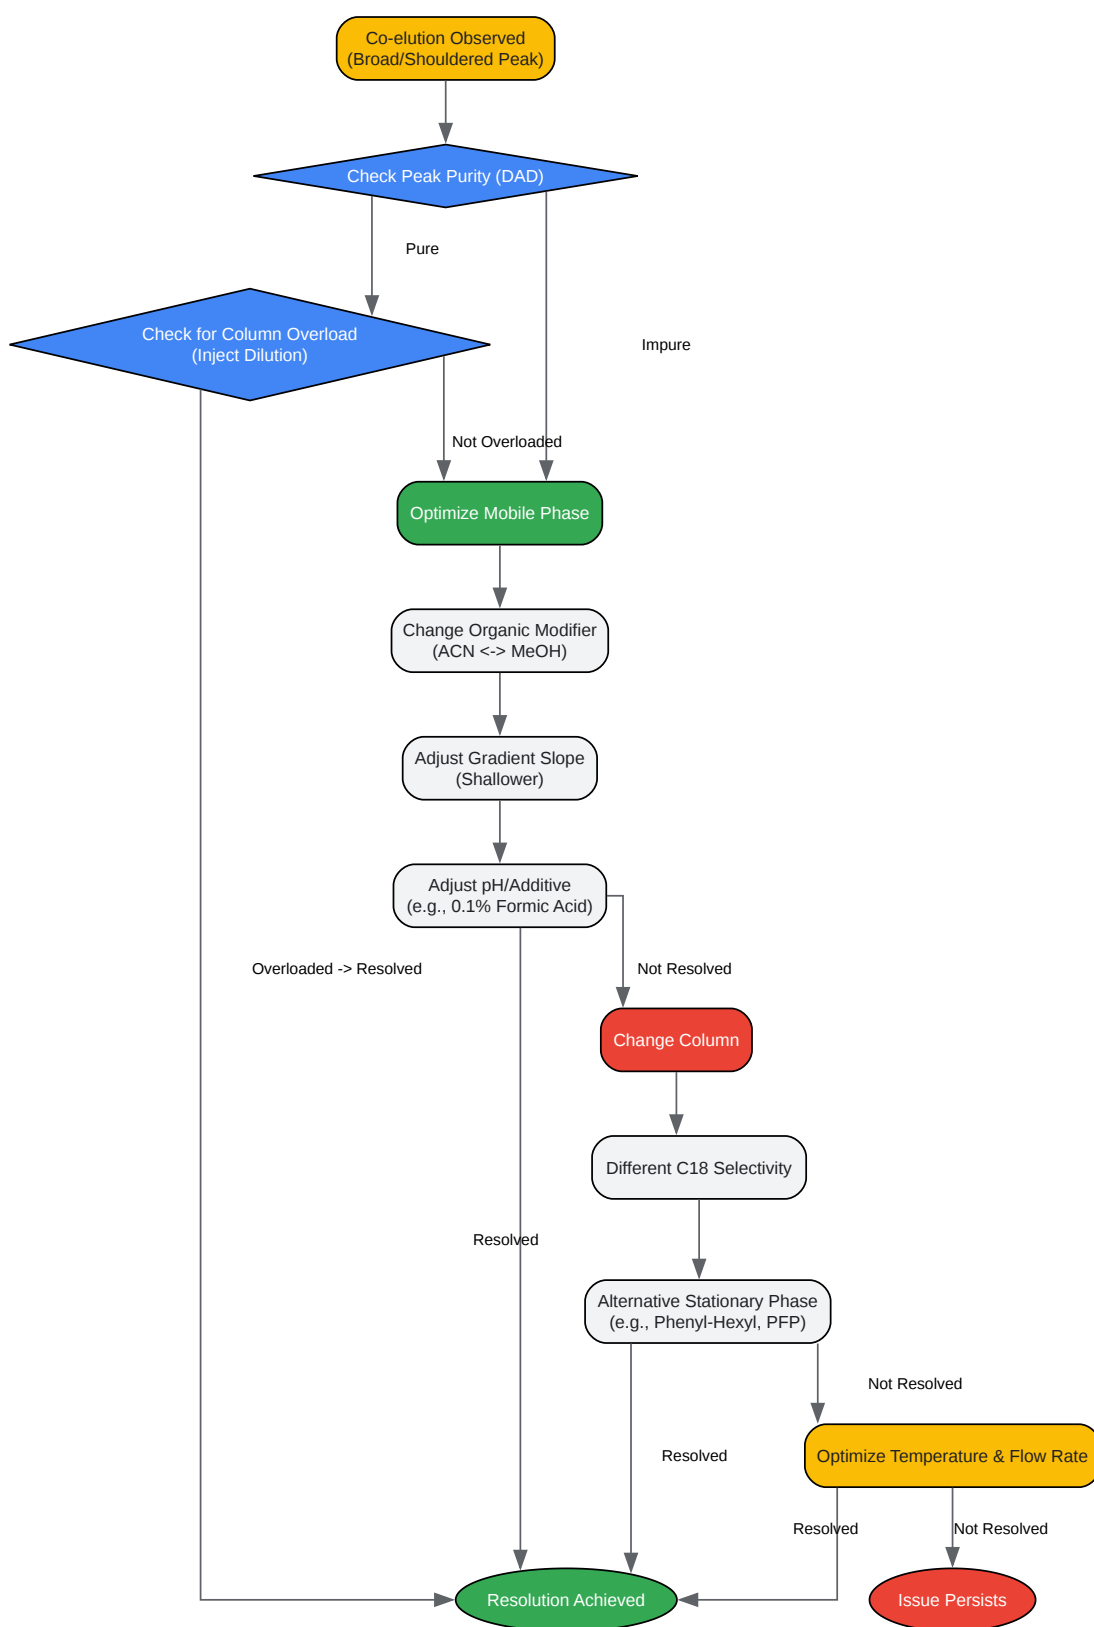 Co-elution Observed
(Broad/Shouldered Peak)
Check Peak Purity (DAD)
Pure
Check for Column Overload
(Inject Dilution)
Impure
Not Overloaded
Optimize Mobile Phase
Change Organic Modifier
(ACN <-> MeOH)
Adjust Gradient Slope
(Shallower)
Adjust pH/Additive
(e.g., 0.1% Formic Acid)
Overloaded -> Resolved
Not Resolved
Change Column
Different C18 Selectivity
Resolved
Alternative Stationary Phase
(e.g., Phenyl-Hexyl, PFP)
Not Resolved
Resolved
Optimize Temperature & Flow Rate
Resolved
Not Resolved
Resolution Achieved
Issue Persists